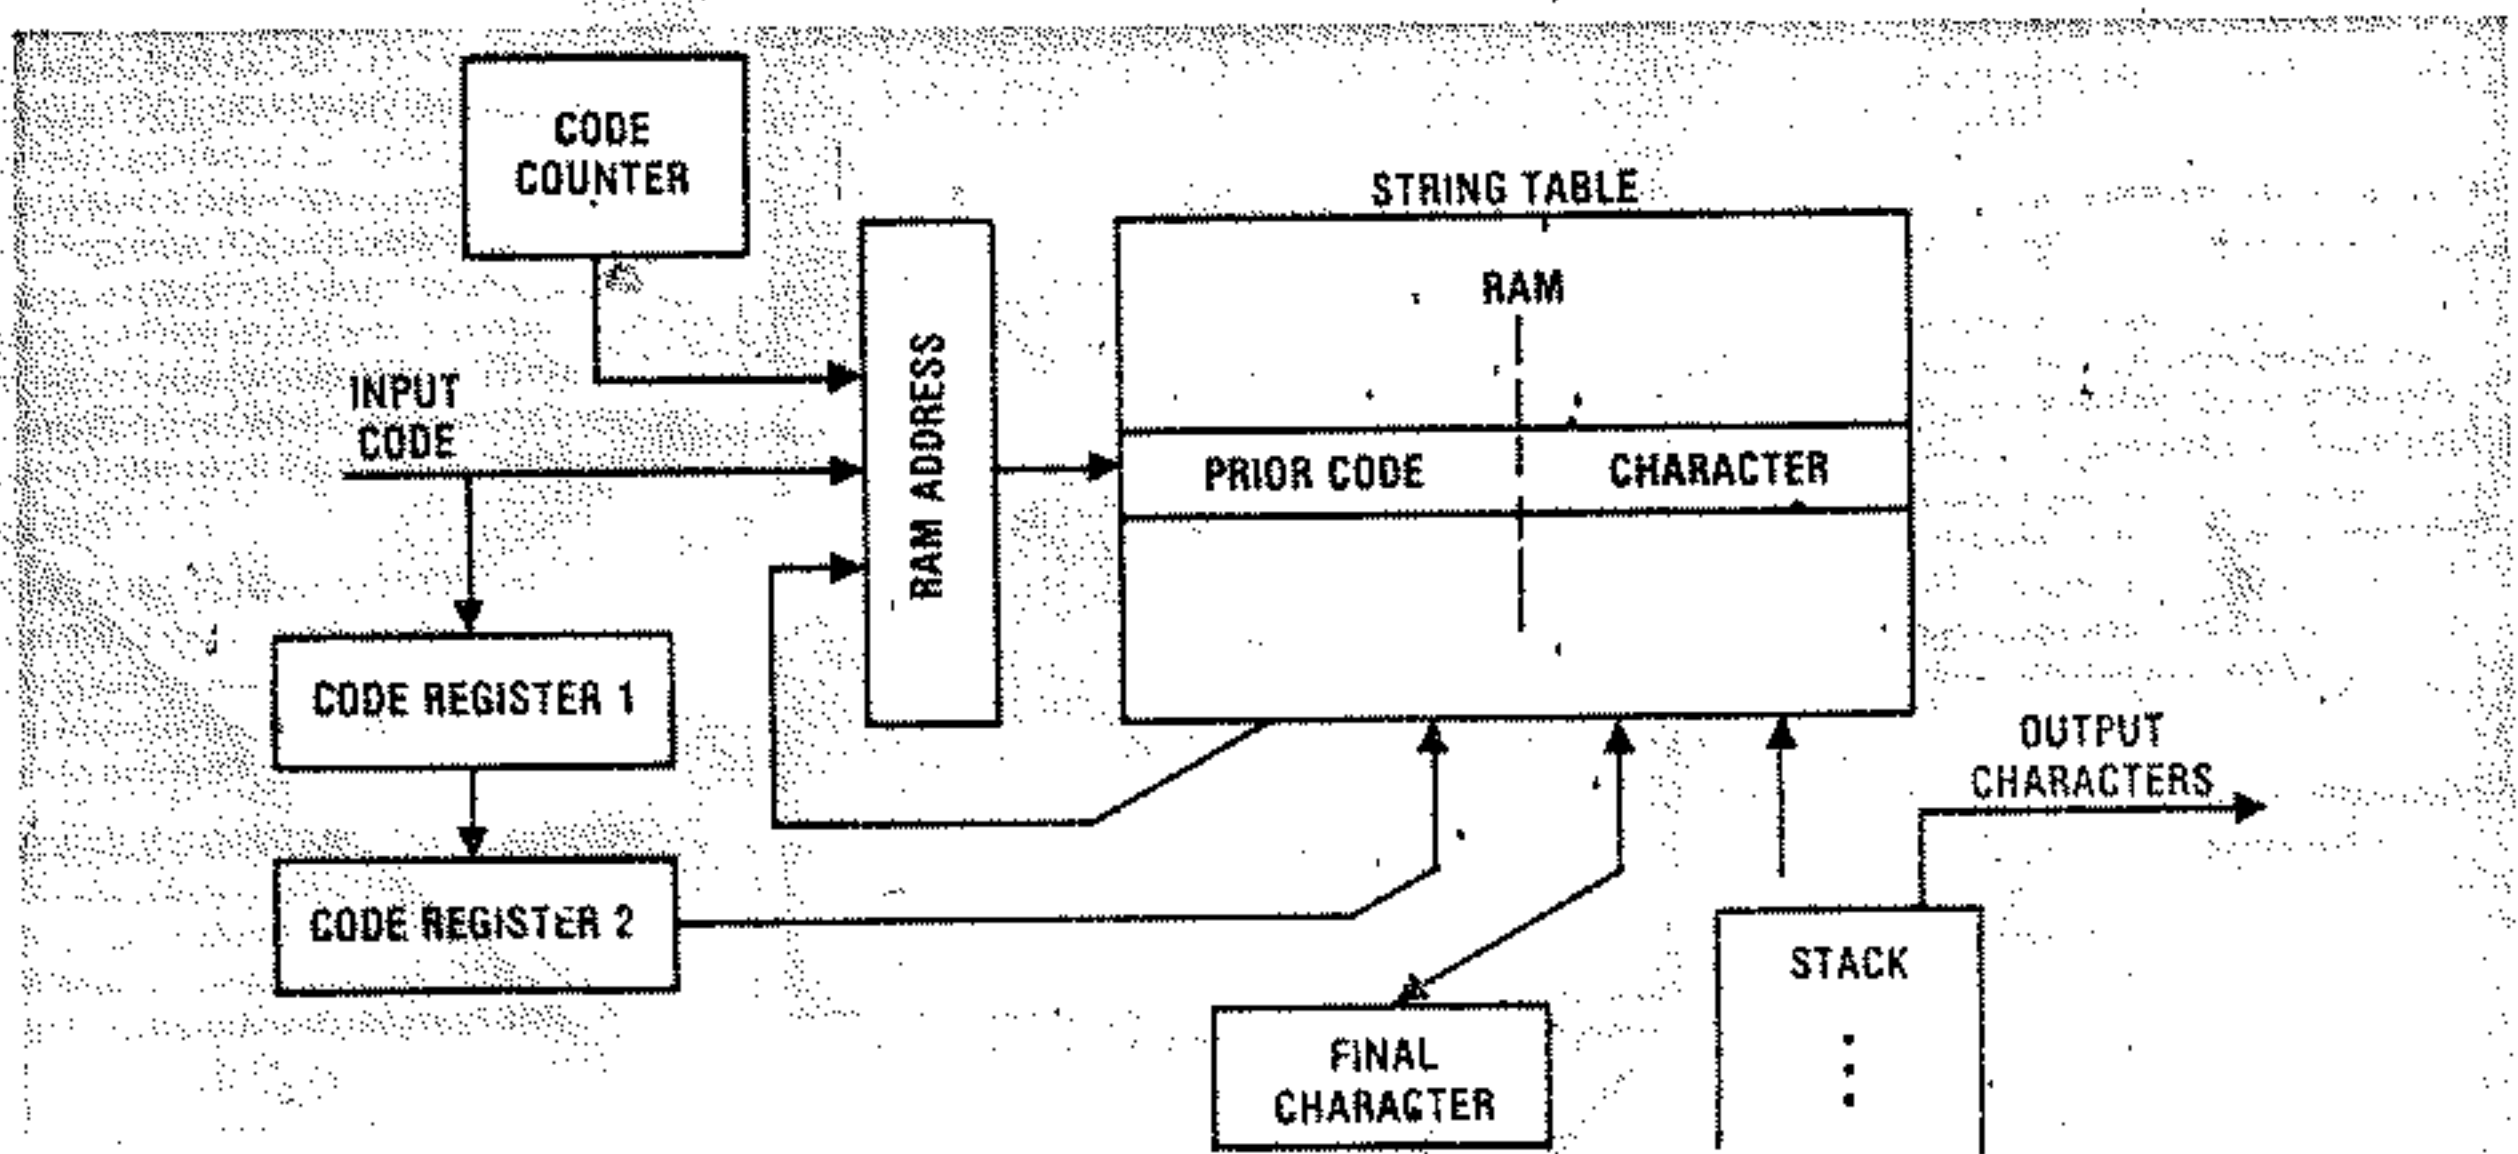 CODE
COUNTER
STRING TABLE
RAM
INPUT
CODE
RAM ADDRESS
PRIOR CODE
CHARACTER
CODE REGISTER 1
OUTPUT
CHARACTERS
CODE REGISTER 2
STACK
FINAL
CHARACTER